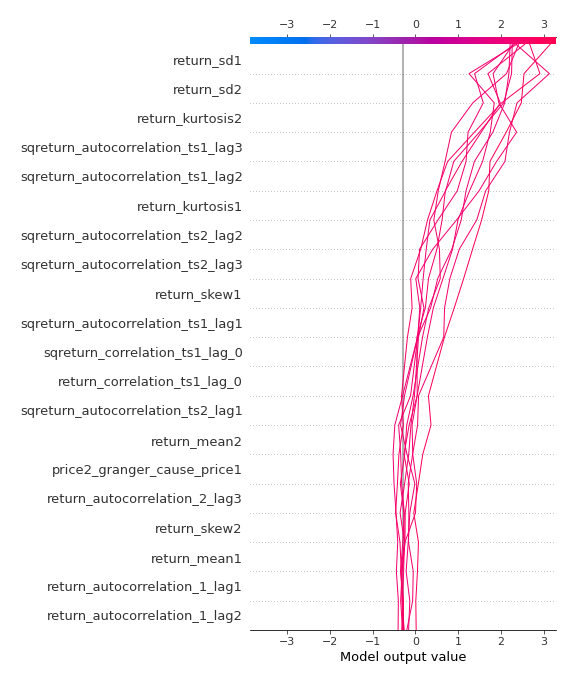 −3 −2 −1 0 1 2 3
return_sd1
return_sd2
return_kurtosis2
sqreturn_autocorrelation_ts1_lag3
sqreturn_autocorrelation_ts1_lag2
return_kurtosis1
sqreturn_autocorrelation_ts2_lag2
sqreturn_autocorrelation_ts2_lag3
return_skew1
sqreturn_autocorrelation_ts1_lag1
sqreturn_correlation_ts1_lag_0
return_correlation_ts1_lag_0
sqreturn_autocorrelation_ts2_lag1
return_mean2
price2_granger_cause_price1
return_autocorrelation_2_lag3
return_skew2
return_mean1
return_autocorrelation_1_lag1
return_autocorrelation_1_lag2
−3 −2 −1 0 1 2 3
Model output value